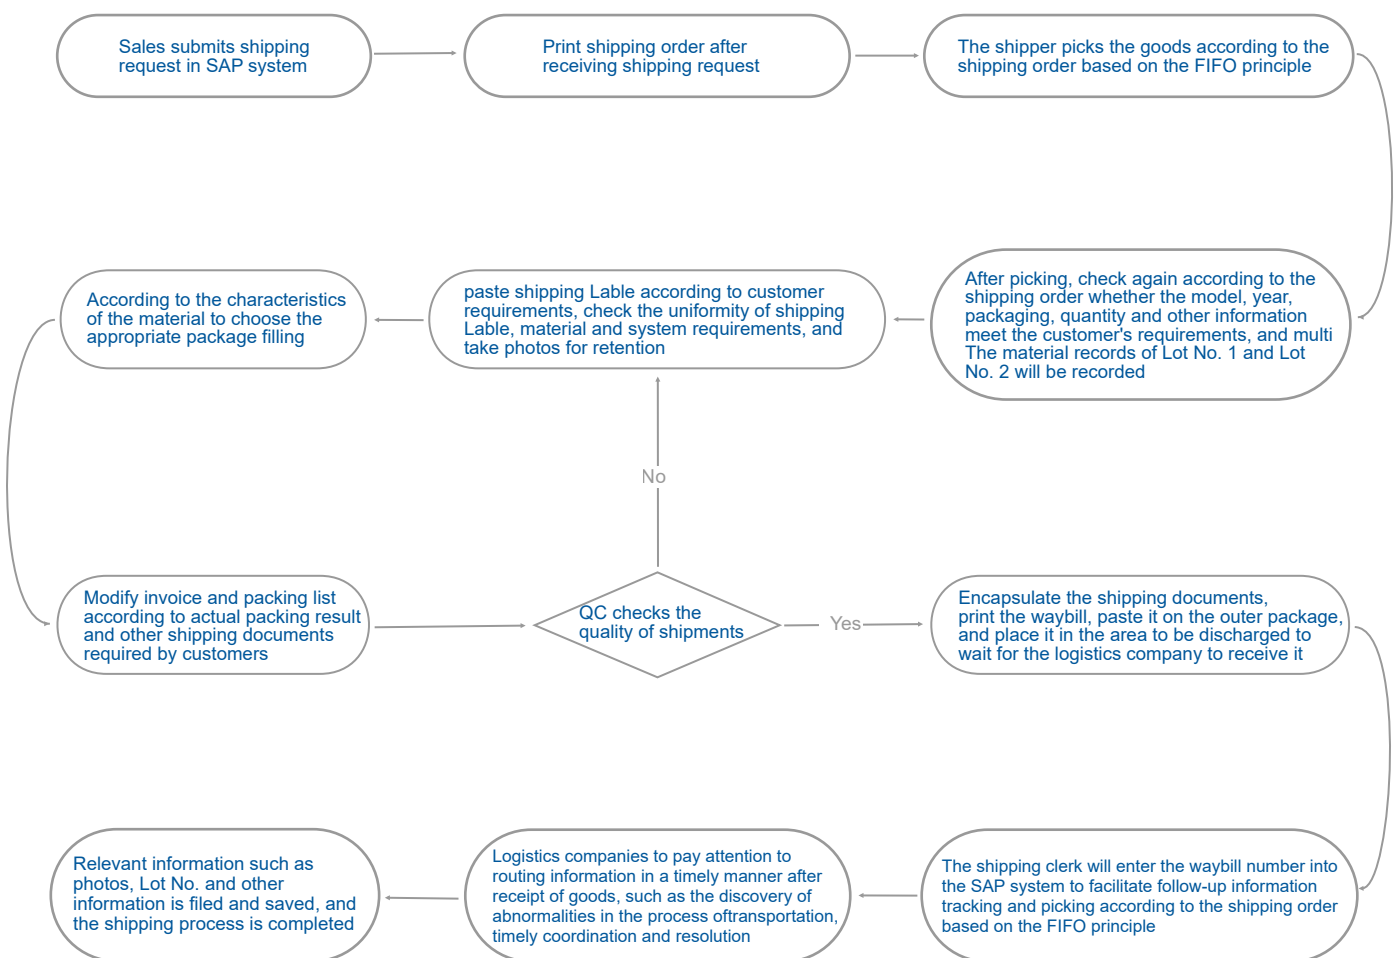 Sales submits shipping
request in SAP system
Print shipping order after
receiving shipping request
The shipper picks the goods according to the
shipping order based on the FIFO principle
After picking, check again according to the
shipping order whether the model, year,
packaging, quantity and other information
meet the customer's requirements, and multi
The material records of Lot No. 1 and Lot
No. 2 will be recorded
paste shipping Lable according to customer
requirements, check the uniformity of shipping
Lable, material and system requirements, and
take photos for retention
According to the characteristics
of the material to choose the
appropriate package filling
Modify invoice and packing list
according to actual packing result
and other shipping documents
required by customers
QC checks the
quality of shipments
No
Yes
Encapsulate the shipping documents,
print the waybill, paste it on the outer package,
and place it in the area to be discharged to
wait for the logistics company to receive it
The shipping clerk will enter the waybill number into
the SAP system to facilitate follow-up information
tracking and picking according to the shipping order
based on the FIFO principle
Logistics companies to pay attention to
routing information in a timely manner after
receipt of goods, such as the discovery of
abnormalities in the process oftransportation,
timely coordination and resolution
Relevant information such as
photos, Lot No. and other
information is filed and saved, and
the shipping process is completed